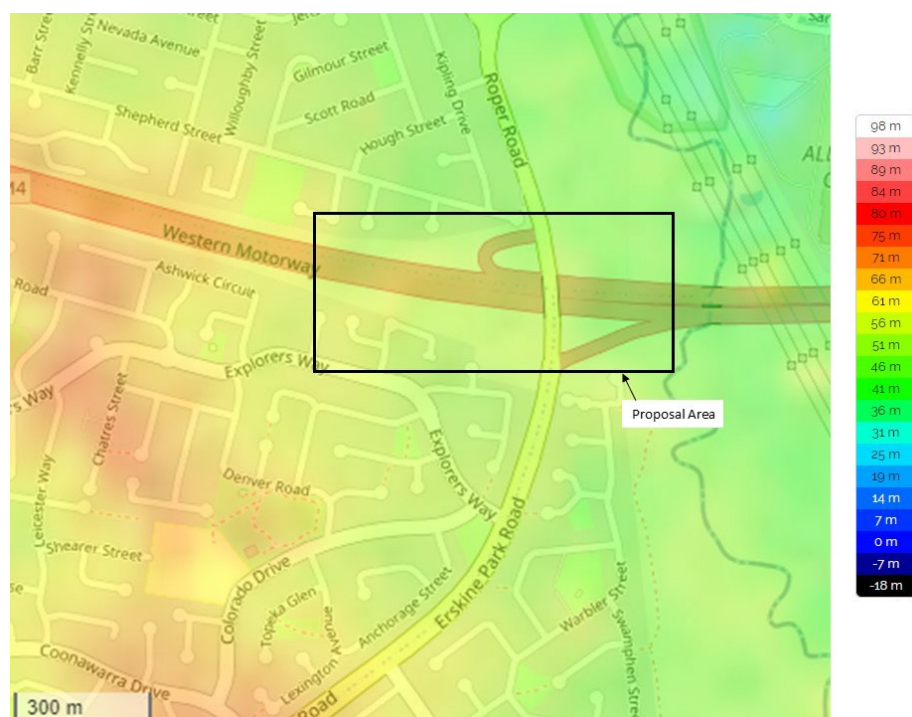 Barr Street
Kennelly Street
Nevada Avenue
Willoughby Street
Gilmour Street
Kipling Drive
Roper Road
Scott Road
Shepherd Street
Hough Street
Western Motorway
Ashwick Circuit
Road
Explorers Way
Chatres Street
Proposal Area
Explorers Way
Leicester Way
Denver Road
Shearer Street
Colorado Drive
Erskine Park Road
Topeka Glen
Anchorage Street
Warbler Street
Swamphen Street
Lexington Avenue
Coonawarra Drive
Road
300 m
98 m
93 m
89 m
84 m
80 m
75 m
71 m
66 m
61 m
56 m
51 m
46 m
41 m
36 m
31 m
25 m
19 m
14 m
7 m
0 m
-7 m
-18 m